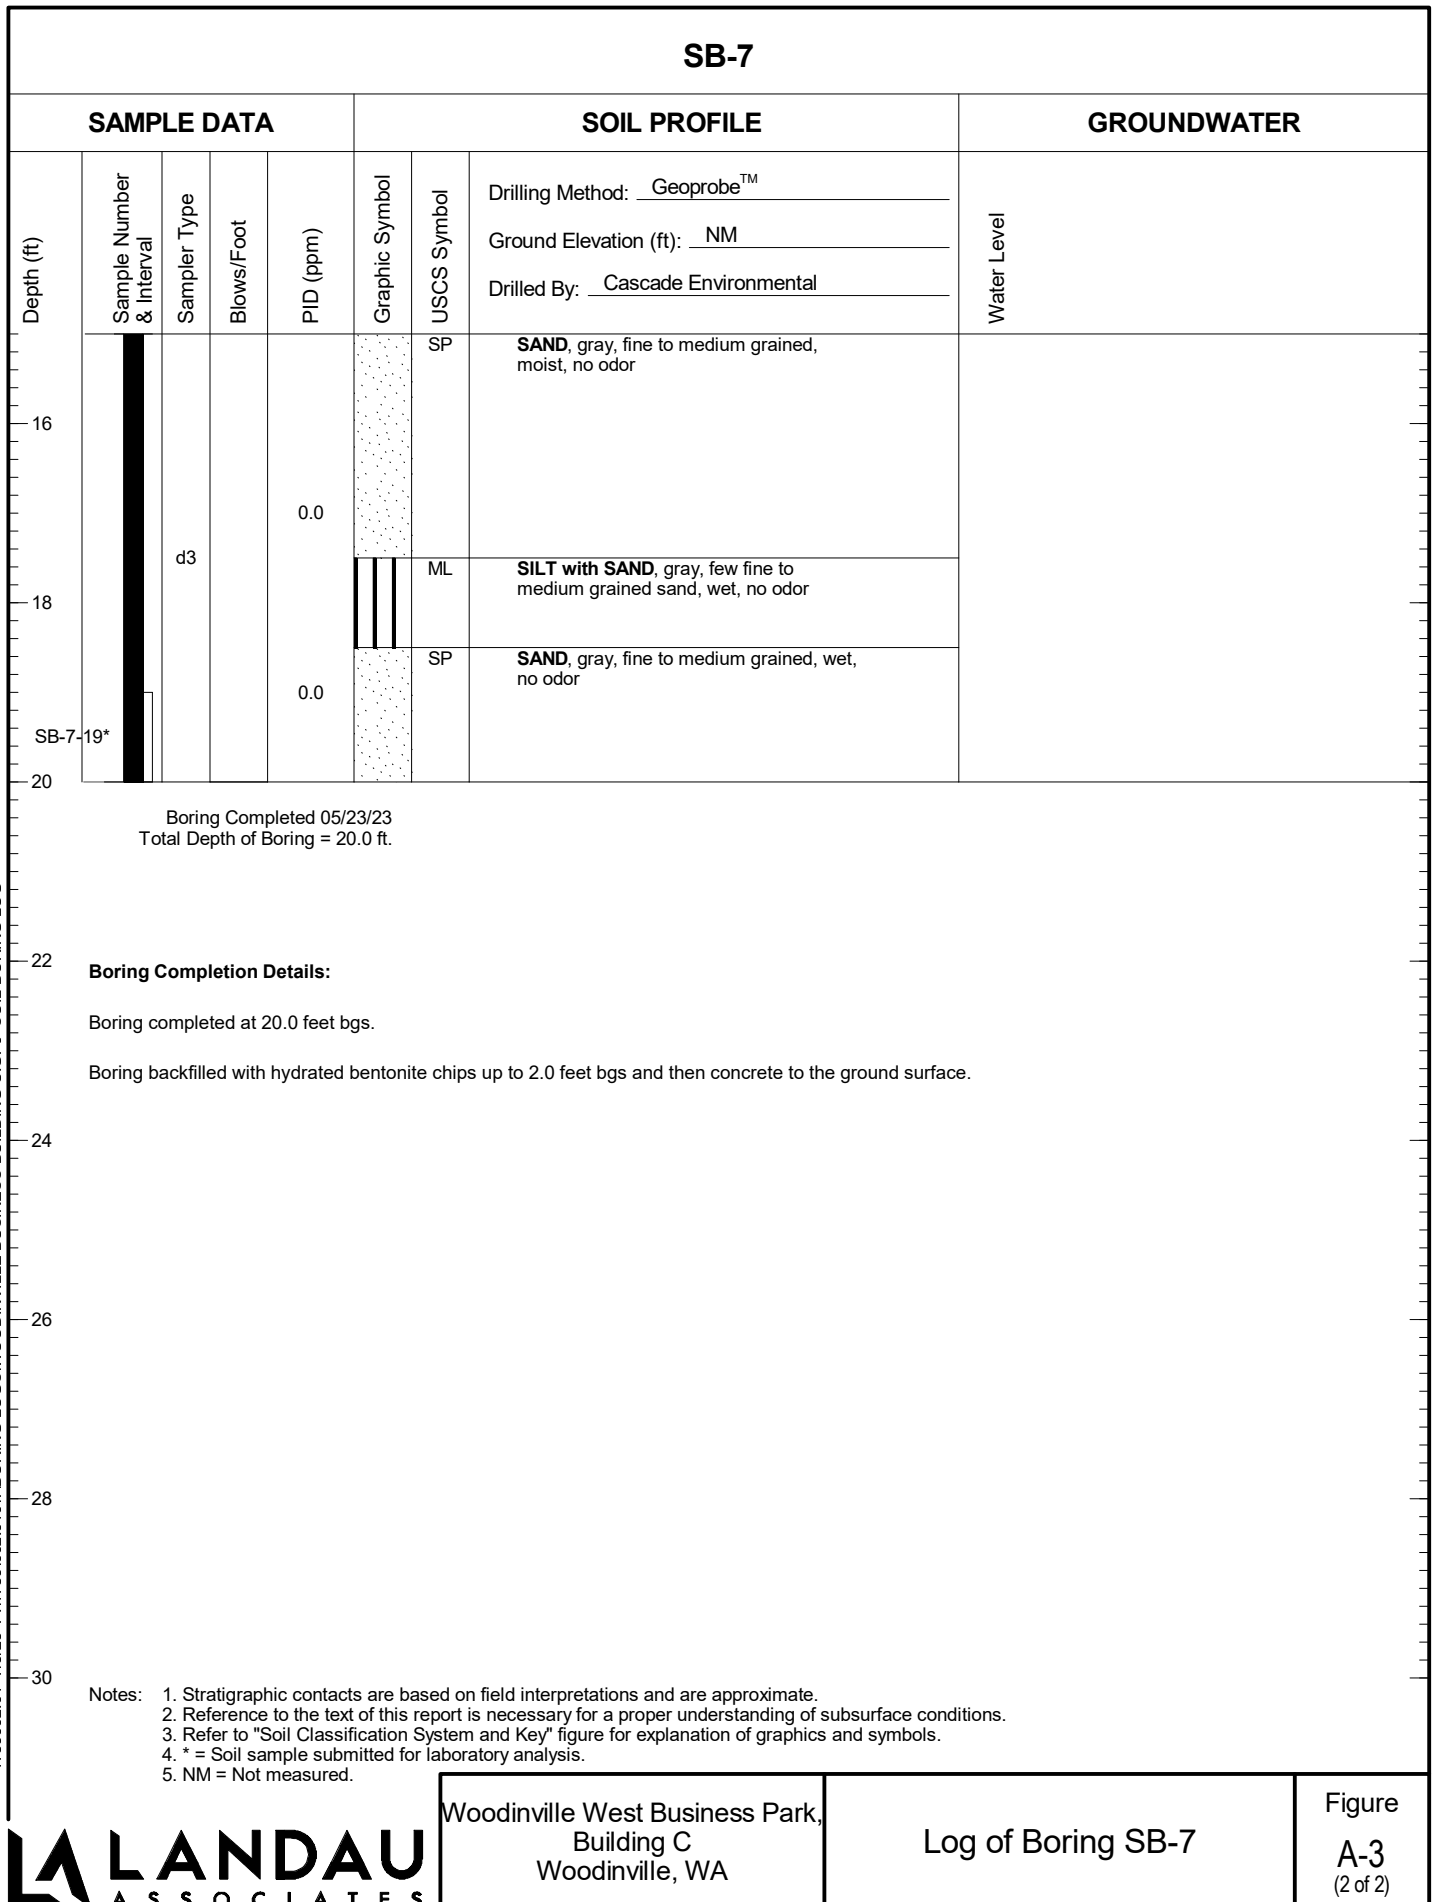 SB-7
SAMPLE DATA
SOIL PROFILE
GROUNDWATER
Depth (ft)
Sample Number
& Interval
Sampler Type
Blows/Foot
PID (ppm)
Graphic Symbol
USCS Symbol
Drilling Method: Geoprobe™
Ground Elevation (ft): NM
Drilled By: Cascade Environmental
Water Level
SP
SAND, gray, fine to medium grained,
moist, no odor
16
0.0
d3
ML
SILT with SAND, gray, few fine to
medium grained sand, wet, no odor
18
SP
SAND, gray, fine to medium grained, wet,
no odor
0.0
SB-7-19*
20
Boring Completed 05/23/23
Total Depth of Boring = 20.0 ft.
22
Boring Completion Details:
Boring completed at 20.0 feet bgs.
Boring backfilled with hydrated bentonite chips up to 2.0 feet bgs and then concrete to the ground surface.
24
26
28
30
Notes: 1. Stratigraphic contacts are based on field interpretations and are approximate.
2. Reference to the text of this report is necessary for a proper understanding of subsurface conditions.
3. Refer to "Soil Classification System and Key" figure for explanation of graphics and symbols.
4. * = Soil sample submitted for laboratory analysis.
5. NM = Not measured.
LANDAU
ASSOCIATES
Woodinville West Business Park,
Building C
Woodinville, WA
Log of Boring SB-7
Figure
A-3
(2 of 2)